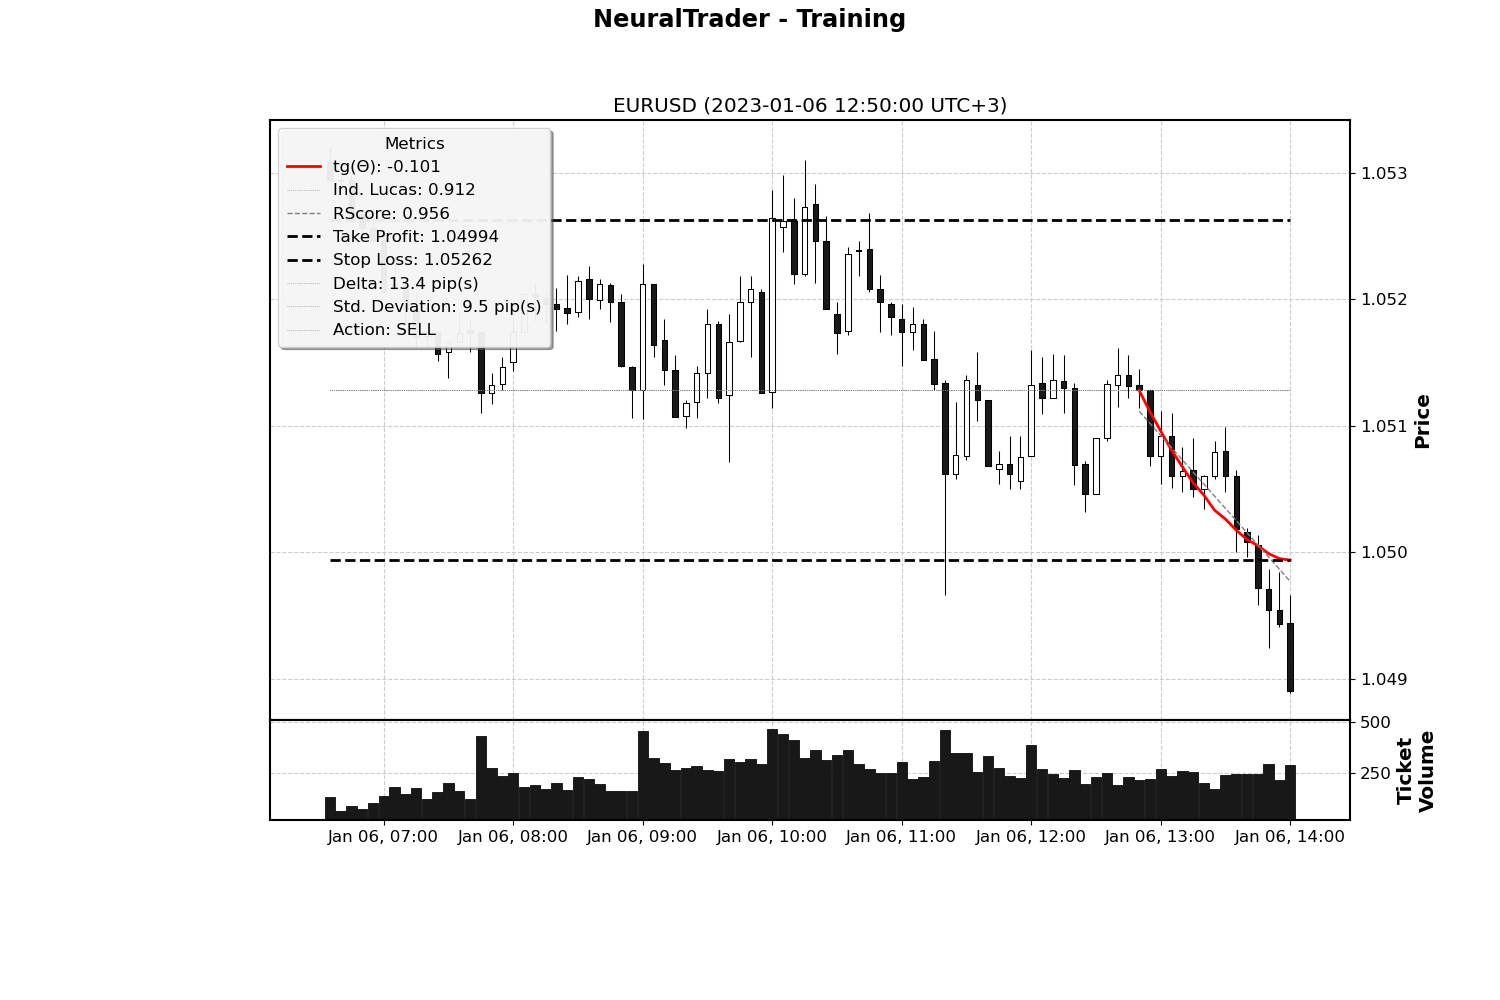 NeuralTrader - Training
EURUSD (2023-01-06 12:50:00 UTC+3)
Metrics
tg(Θ): -0.101
Ind. Lucas: 0.912
RScore: 0.956
Take Profit: 1.04994
Stop Loss: 1.05262
Delta: 13.4 pip(s)
Std. Deviation: 9.5 pip(s)
Action: SELL
1.053
1.052
1.051
1.050
1.049
Price
500
250
Ticket
Volume
Jan 06, 07:00
Jan 06, 08:00
Jan 06, 09:00
Jan 06, 10:00
Jan 06, 11:00
Jan 06, 12:00
Jan 06, 13:00
Jan 06, 14:00